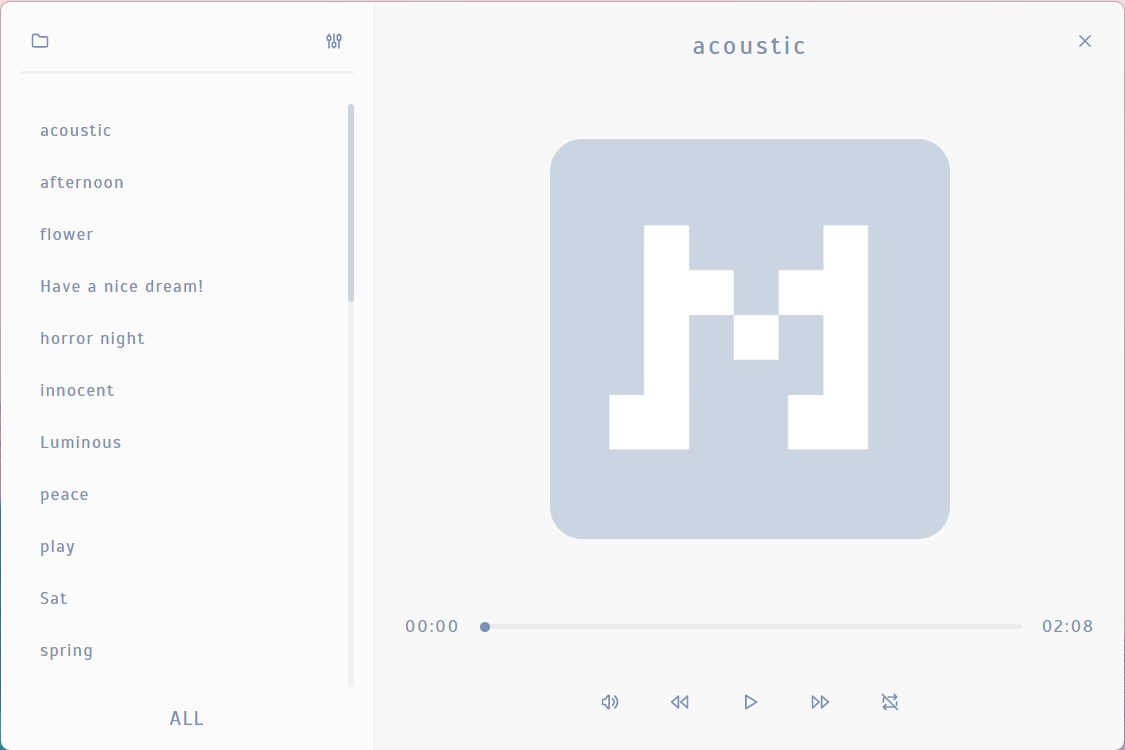 acoustic
acoustic
afternoon
flower
Have a nice dream!
horror night
innocent
Luminous
peace
play
Sat
spring
ALL
00:00
02:08